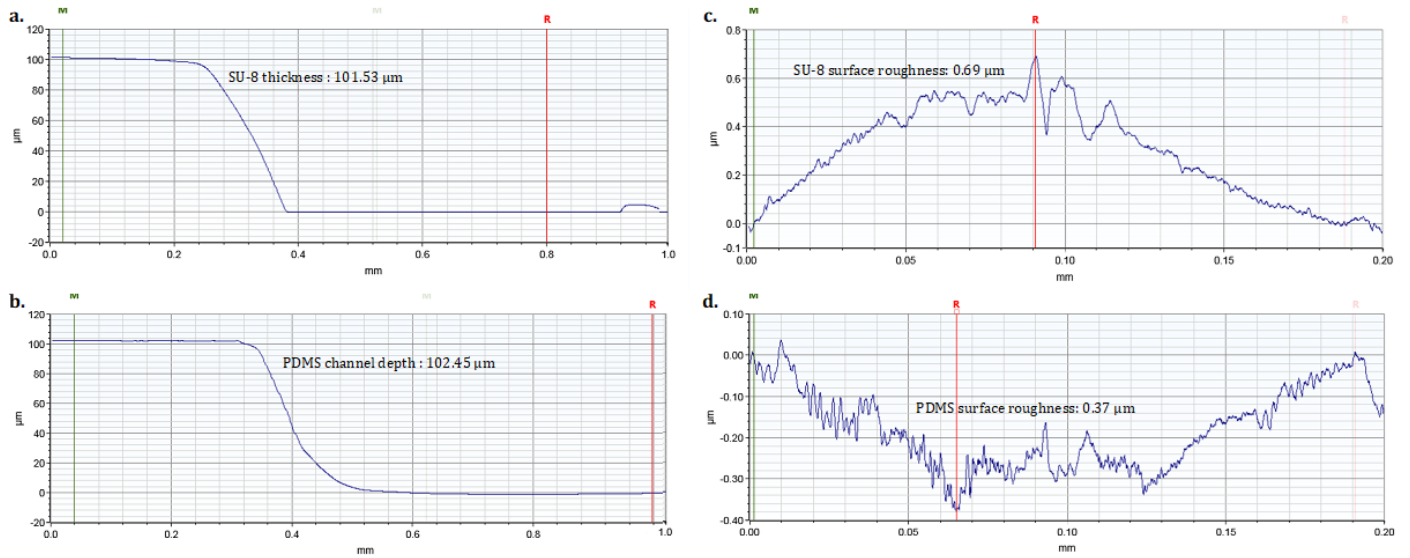 a.
M
R
120
100
80
60
40
20
0
-20
µm
SU-8 thickness : 101.53 µm
0.0 0.2 0.4 0.6 0.8 1.0
mm
b.
M
M
R
120
100
80
60
40
20
0
-20
µm
PDMS channel depth : 102.45 µm
0.0 0.2 0.4 0.6 0.8 1.0
mm
c.
M
R
R
0.8
0.6
0.4
0.2
0.0
-0.1
µm
SU-8 surface roughness: 0.69 µm
0.00 0.05 0.10 0.15 0.20
mm
d.
M
R
R
0.10
0.00
-0.10
-0.20
-0.30
-0.40
µm
PDMS surface roughness: 0.37 µm
0.00 0.05 0.10 0.15 0.20
mm